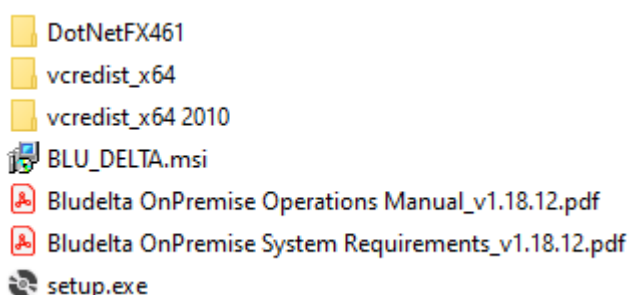 DotNetFX461
vcredist_x64
vcredist_x64 2010
BLU_DELTA.msi
Bludelta OnPremise Operations Manual_v1.18.12.pdf
Bludelta OnPremise System Requirements_v1.18.12.pdf
setup.exe